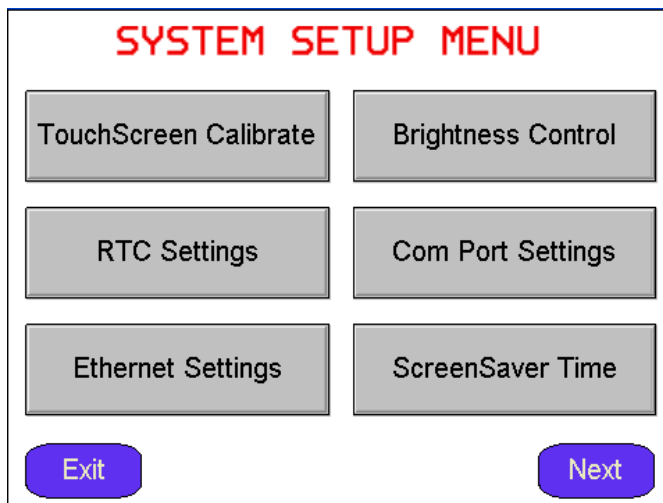 SYSTEM SETUP MENU
TouchScreen Calibrate
Brightness Control
RTC Settings
Com Port Settings
Ethernet Settings
ScreenSaver Time
Exit
Next